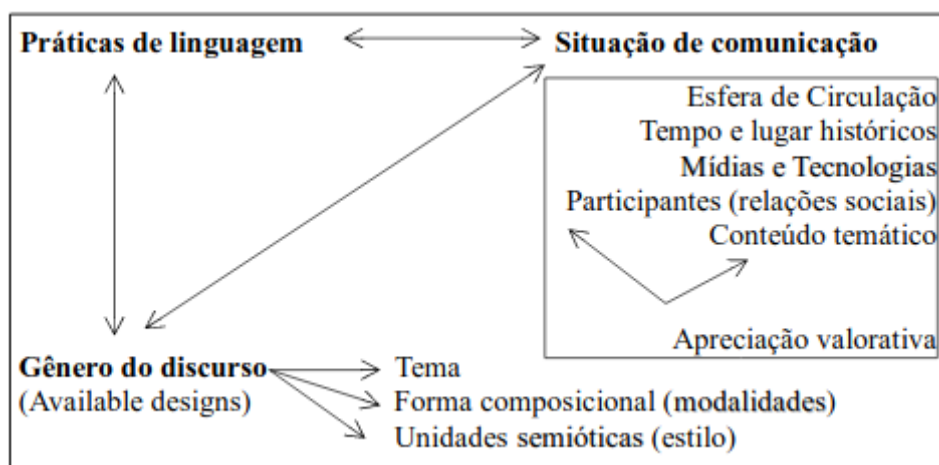 Práticas de linguagem
Situação de comunicação
Esfera de Circulação
Tempo e lugar históricos
Mídias e Tecnologias
Participantes (relações sociais)
Conteúdo temático
Apreciação valorativa
Gênero do discurso
(Available designs)
Tema
Forma composicional (modalidades)
Unidades semióticas (estilo)